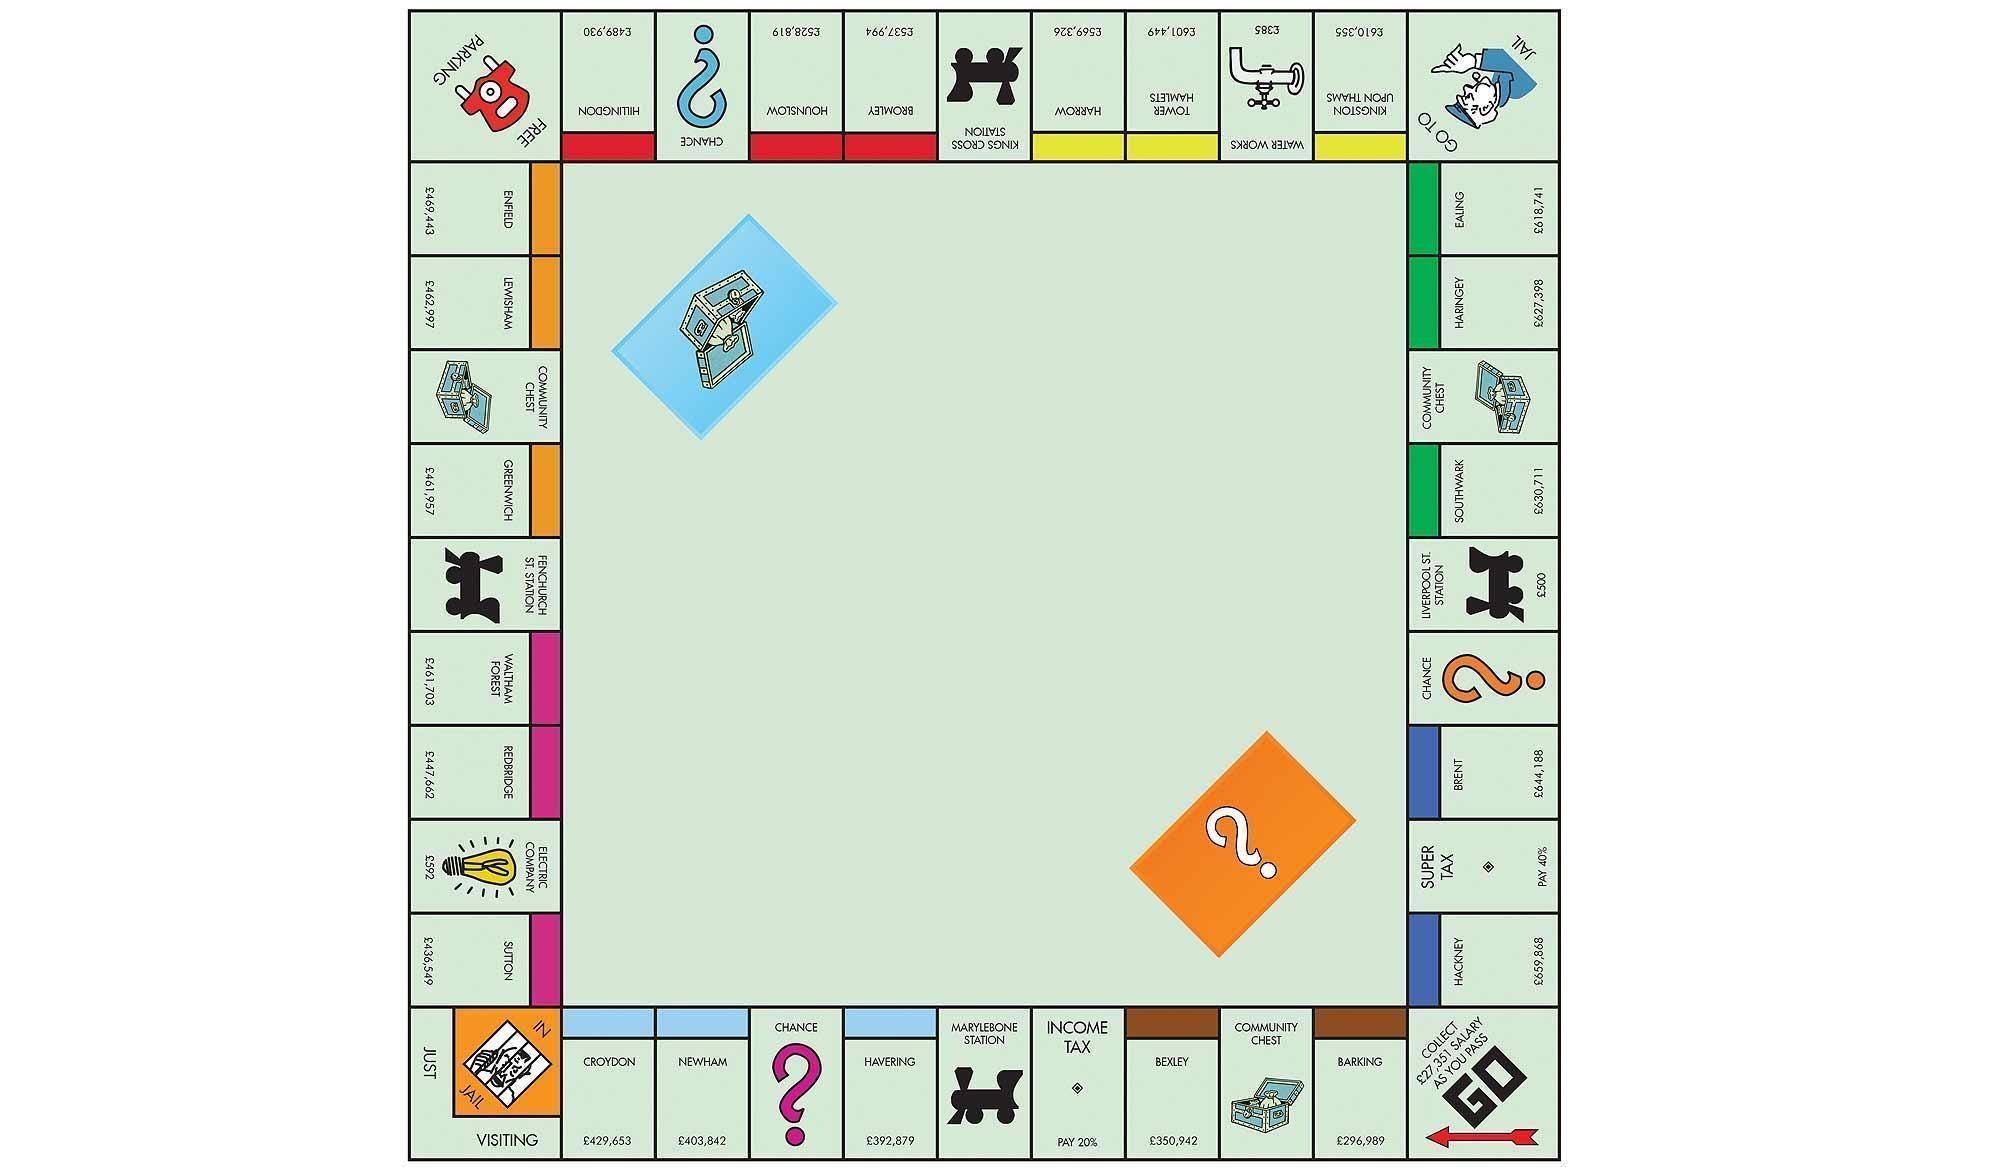 FREE
PARKING
HILLINGDON
£489,930
CHANCE
HOUNSLOW
£528,819
BROMLEY
£537,994
KINGS CROSS
STATION
HARROW
£569,326
TOWER
HAMLETS
£601,449
WATER WORKS
£385
KINGSTON
UPON THAMS
£610,355
GO TO
JAIL
EALING
£618,741
HARINGEY
£627,398
COMMUNITY
CHEST
SOUTHWARK
£630,711
LIVERPOOL ST.
STATION
£500
CHANCE
BRENT
£644,188
SUPER
TAX
PAY 40%
HACKNEY
£659,868
COLLECT
£27,351 SALARY
AS YOU PASS
GO
BARKING
£296,989
COMMUNITY
CHEST
BEXLEY
£350,942
INCOME
TAX
PAY 20%
MARYLEBONE
STATION
HAVERING
£392,879
CHANCE
NEWHAM
£403,842
CROYDON
£429,653
IN
JAIL
JUST
VISITING
SUTTON
£436,549
ELECTRIC
COMPANY
£592
REDBRIDGE
£447,662
WALTHAM
FOREST
£461,703
FENCHURCH
ST. STATION
GREENWICH
£461,957
COMMUNITY
CHEST
LEWISHAM
£462,997
ENFIELD
£469,443